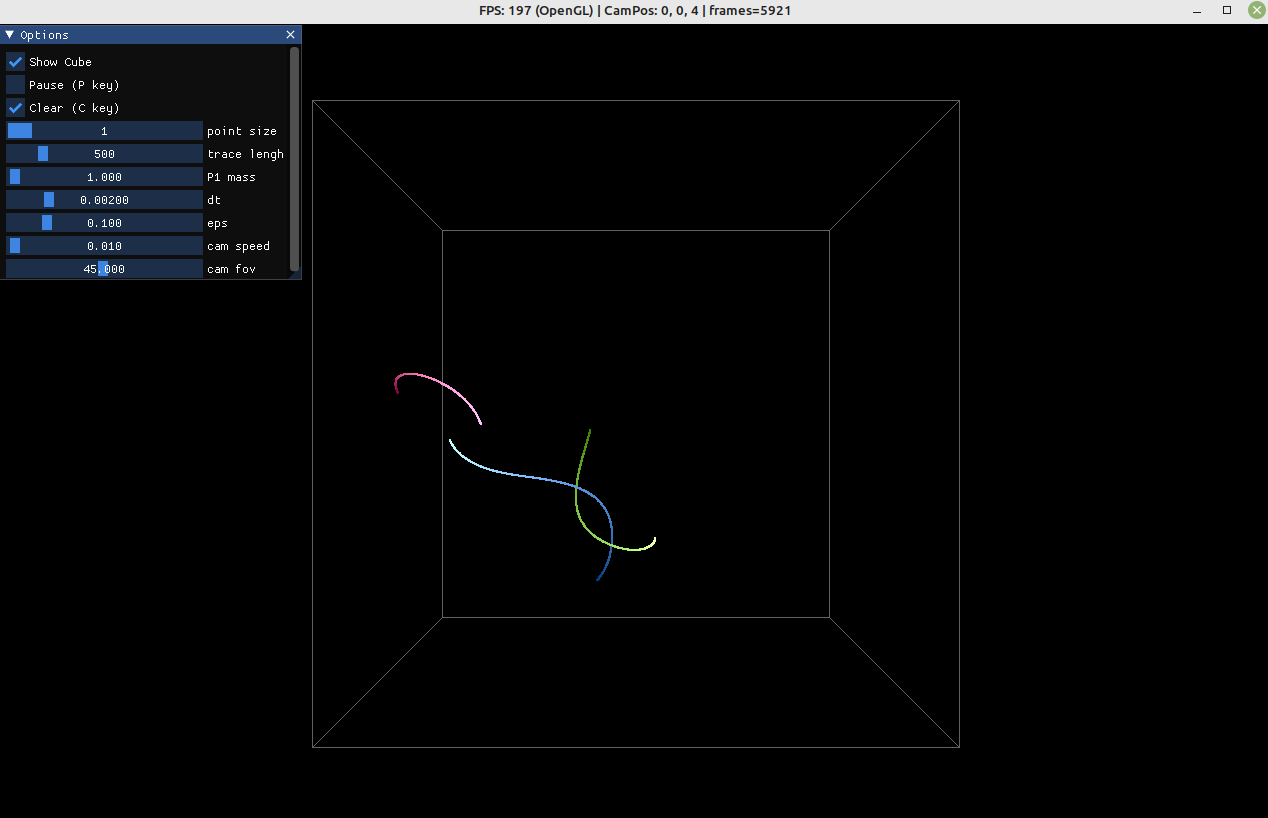 FPS: 197 (OpenGL) | CamPos: 0, 0, 4 | frames=5921
Options
Show Cube
Pause (P key)
Clear (C key)
1 point size
500 trace lengh
1.000 P1 mass
0.00200 dt
0.100 eps
0.010 cam speed
45.000 cam fov